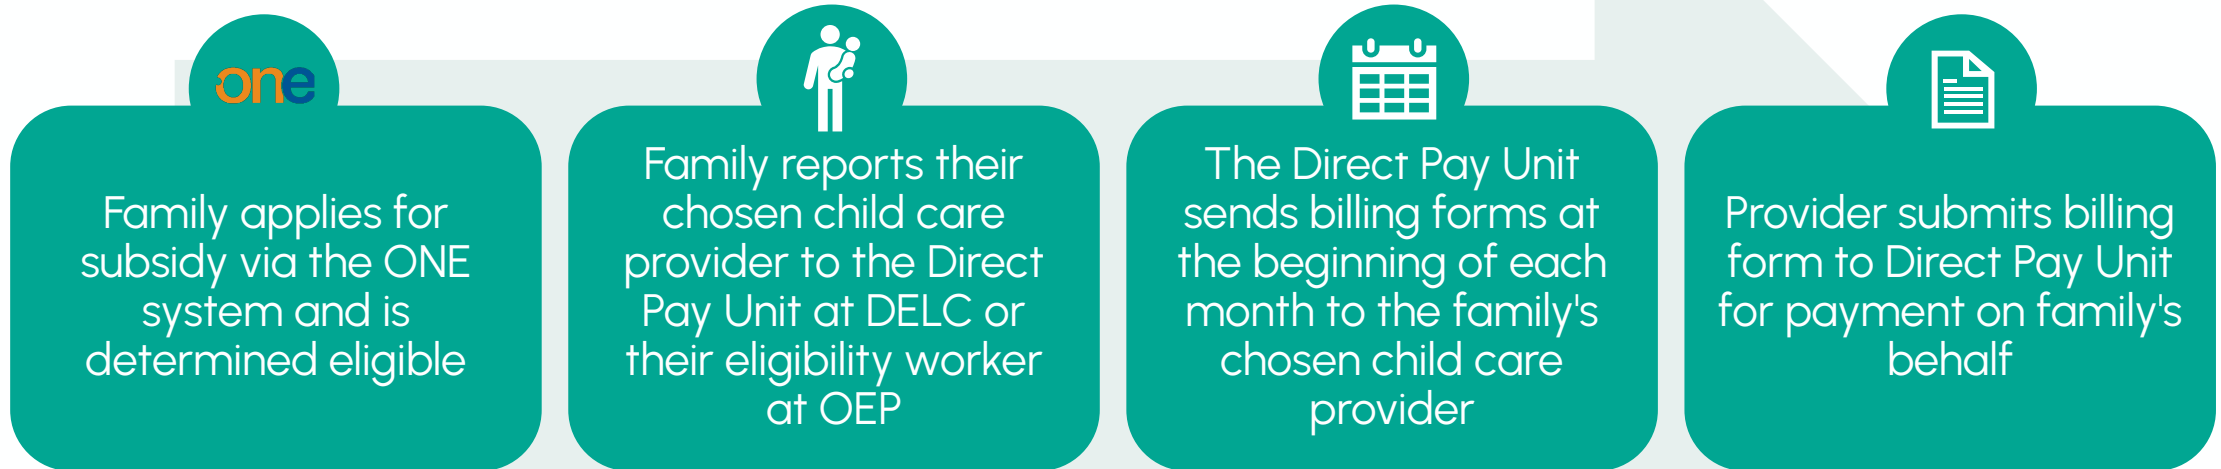 one
Family applies for
subsidy via the ONE
system and is
determined eligible
Family reports their
chosen child care
provider to the Direct
Pay Unit at DELC or
their eligibility worker
at OEP
The Direct Pay Unit
sends billing forms at
the beginning of each
month to the family's
chosen child care
provider
Provider submits billing
form to Direct Pay Unit
for payment on family's
behalf